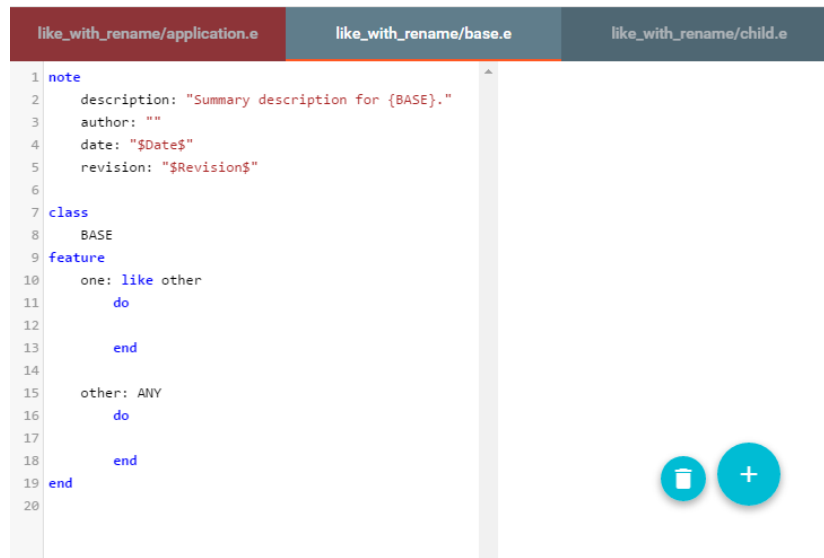 like_with_rename/application.e
like_with_rename/base.e
like_with_rename/child.e
1 note
2 description: "Summary description for {BASE}."
3 author: ""
4 date: "$Date$"
5 revision: "$Revision$"
6
7 class
8 BASE
9 feature
10 one: like other
11 do
12
13 end
14
15 other: ANY
16 do
17
18 end
19 end
20